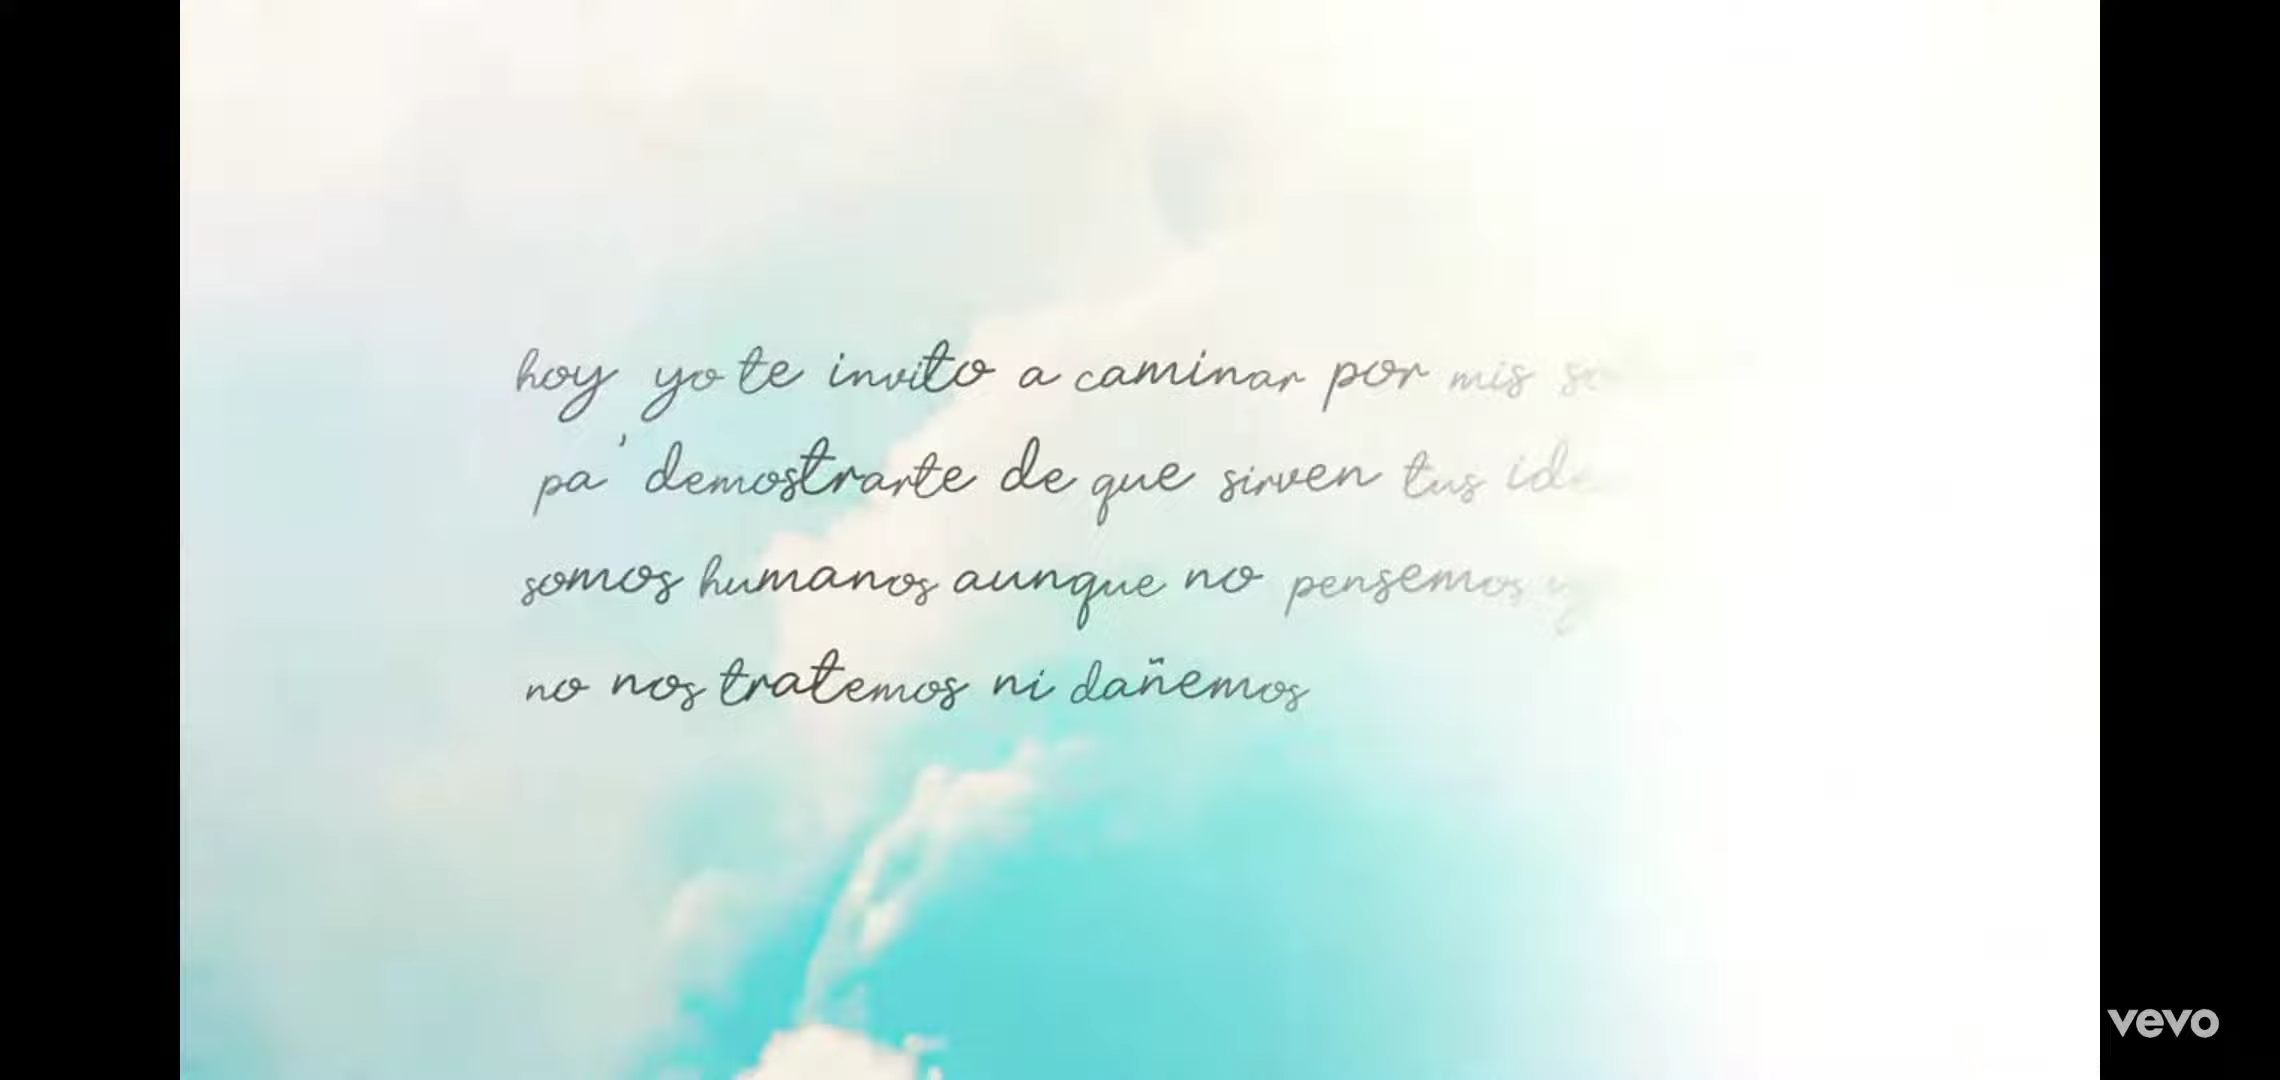 hoy yo te invito a caminar por mis
pa' demostrarte de que sirven tus
somos humanos aunque no pensemos
no nos tratemos ni dañemos
vevo